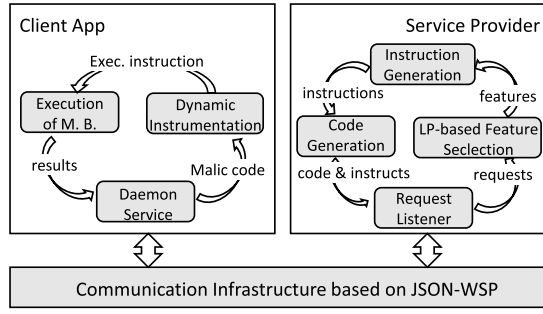 Client App
Exec. instruction
Execution
of M. B.
Dynamic
Instrumentation
results
Malic code
Daemon
Service
Service Provider
Instruction
Generation
instructions
features
Code
Generation
LP-based Feature
Seclection
code & instructs
requests
Request
Listener
Communication Infrastructure based on JSON-WSP